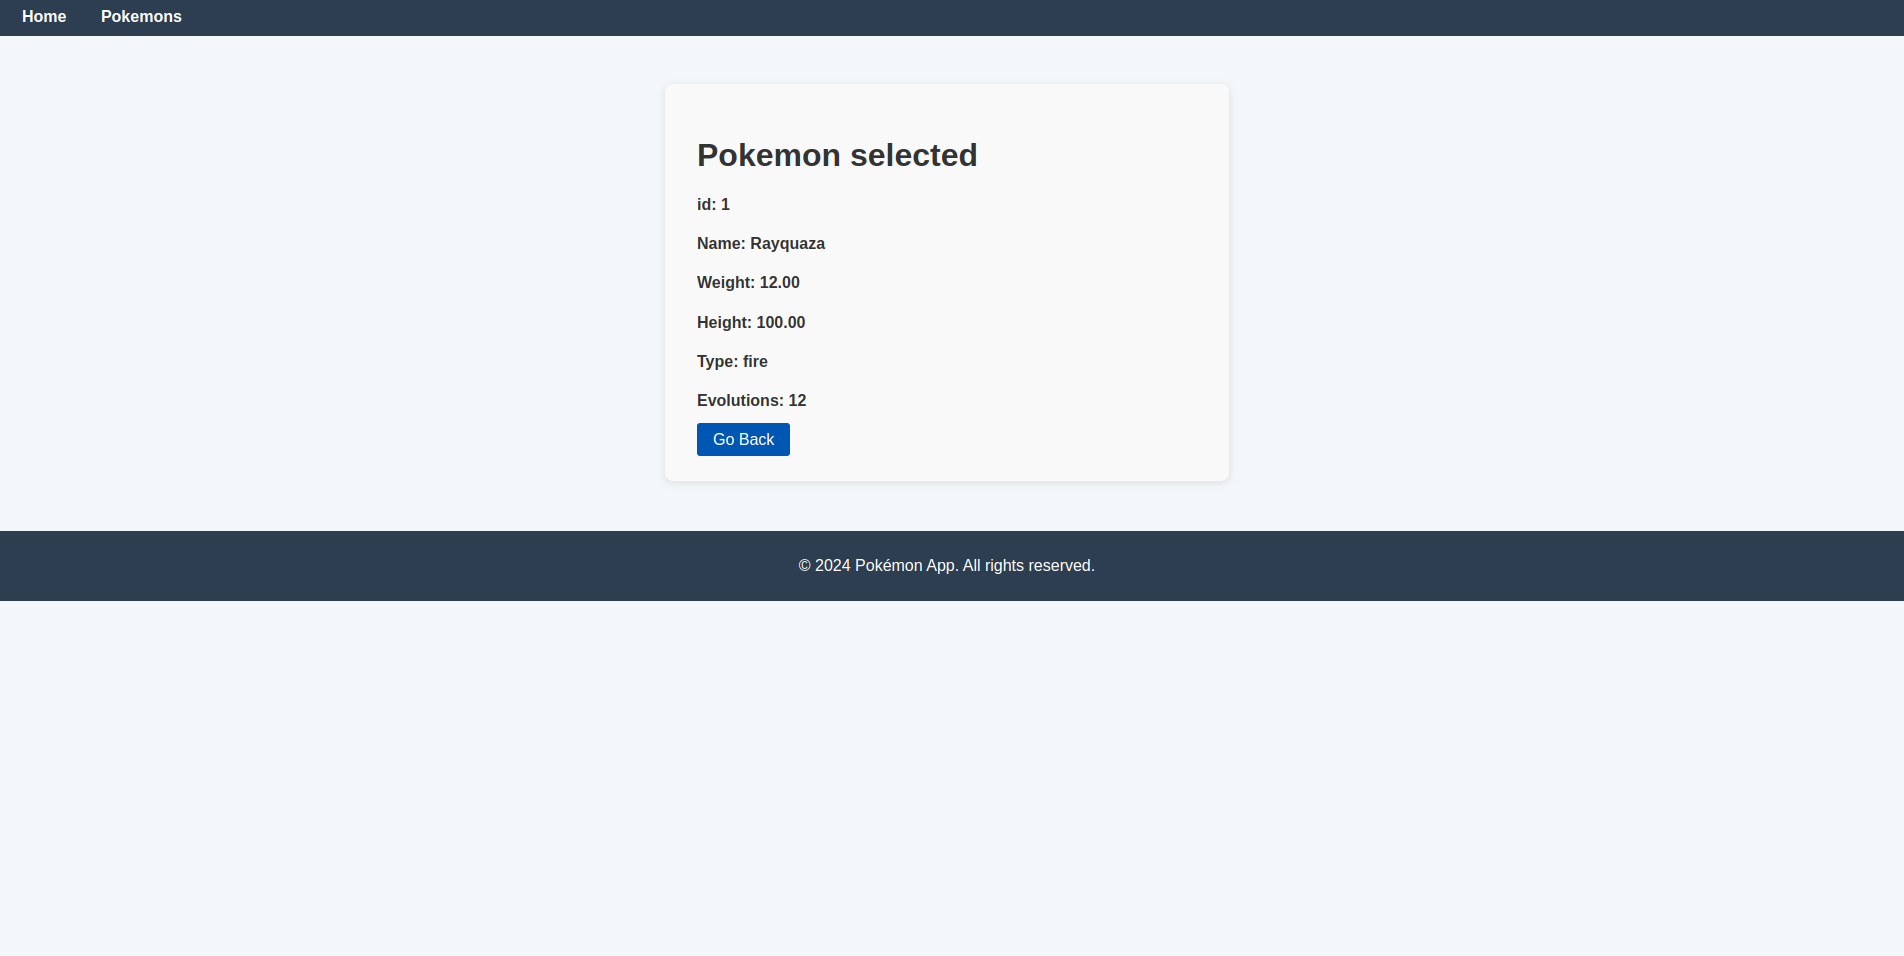 Home Pokemons
Pokemon selected
id: 1
Name: Rayquaza
Weight: 12.00
Height: 100.00
Type: fire
Evolutions: 12
Go Back
© 2024 Pokémon App. All rights reserved.